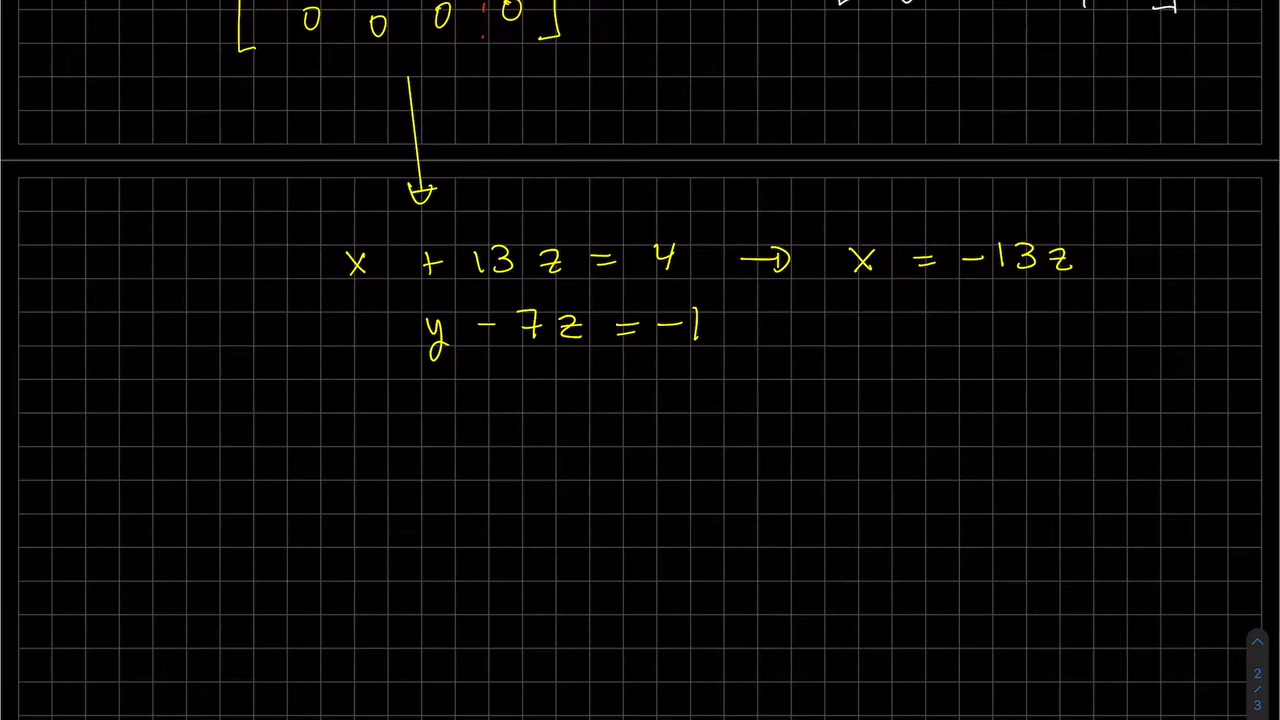 0 0 0 0
x + 13z = 4 → x = -13z
y - 7z = -1
2
/
3